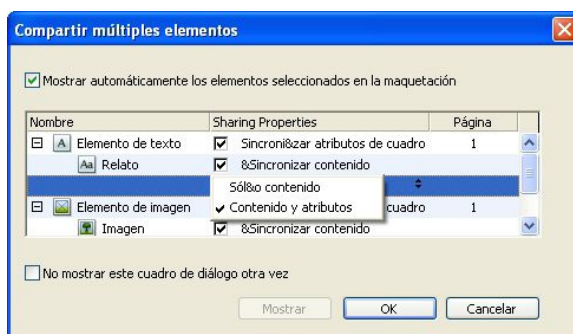 Compartir múltiples elementos
Mostrar automáticamente los elementos seleccionados en la maquetación
Nombre Sharing Properties Página
A Elemento de texto Sincroni&zar atributos de cuadro 1
Aa Relato &Sincronizar contenido
Sól&o contenido
Elemento de imagen Contenido y atributos cuadro 1
Imagen &Sincronizar contenido
No mostrar este cuadro de diálogo otra vez
Mostrar OK Cancelar